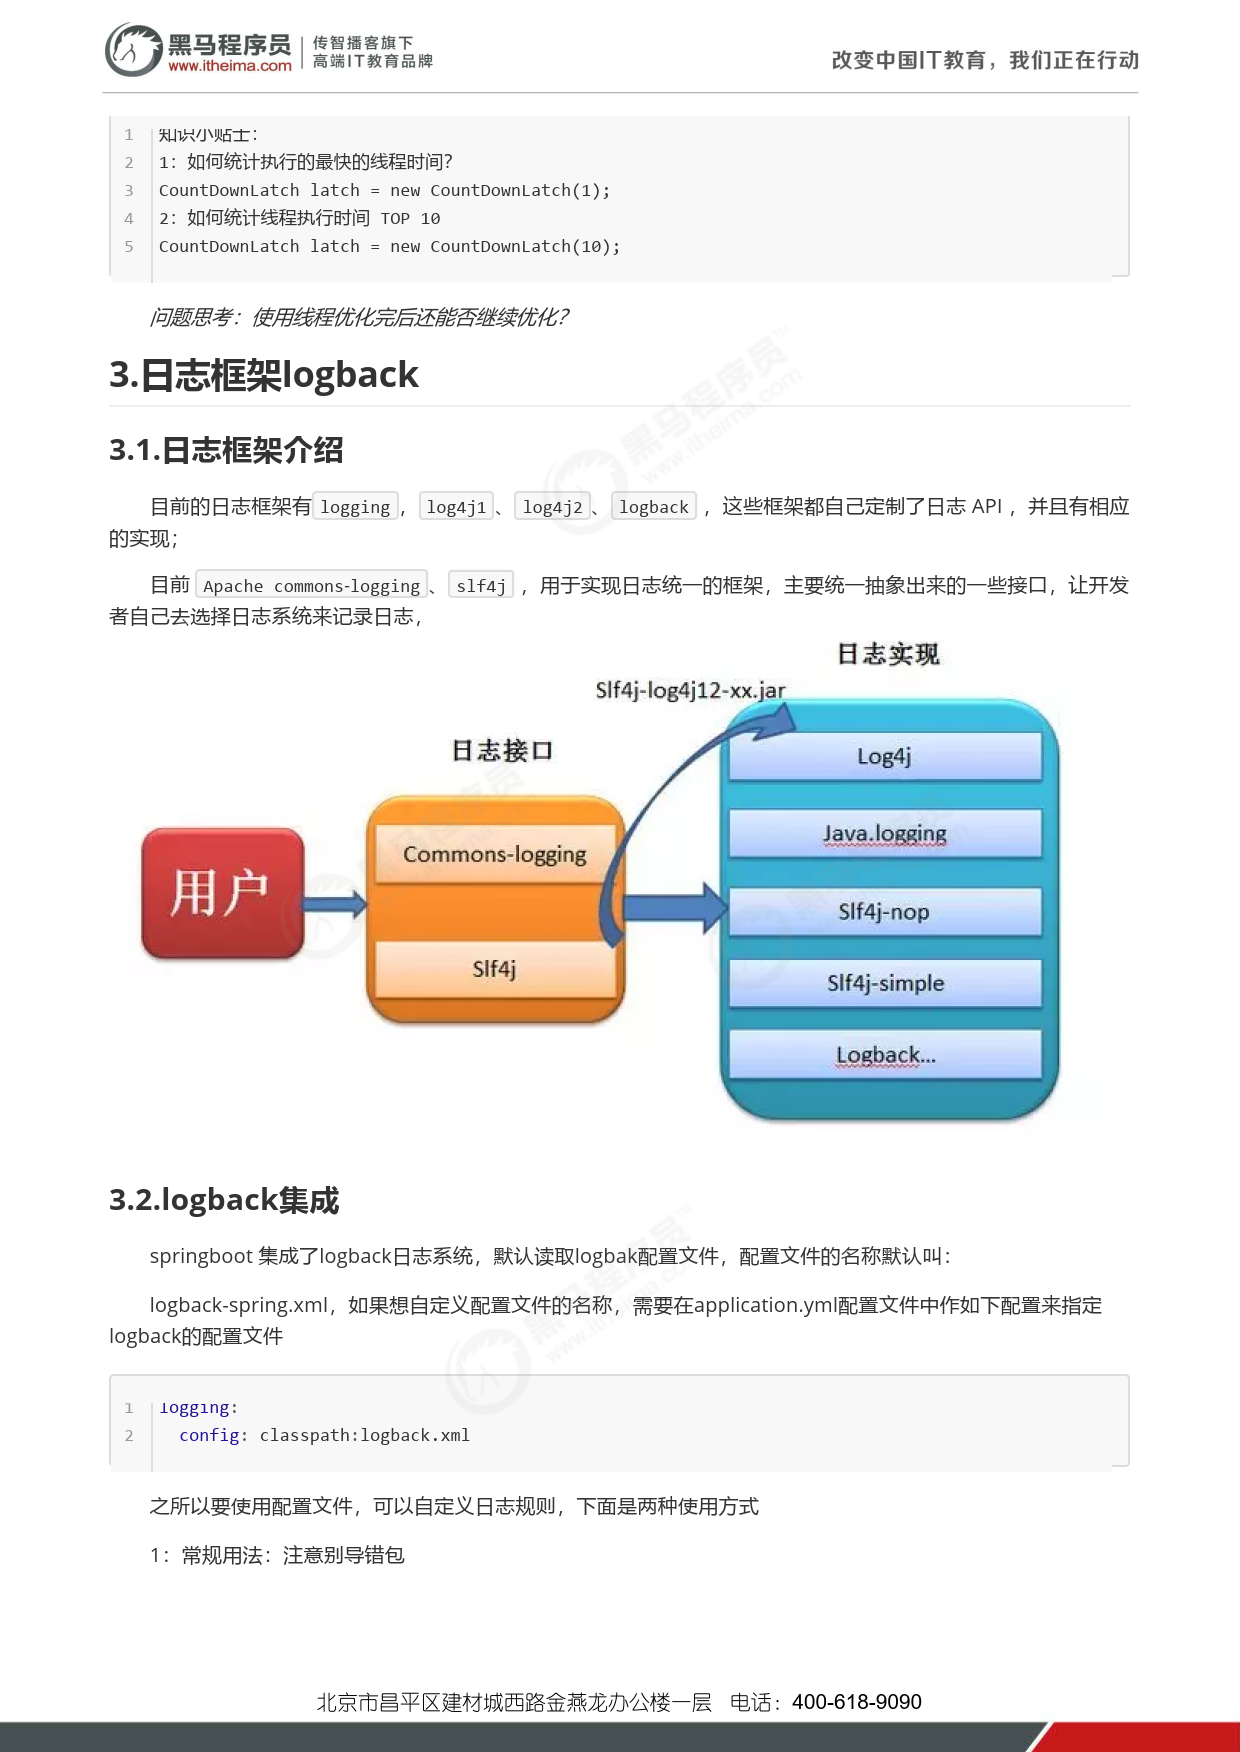 黑马程序员
www.itheima.com
传智播客旗下
高端IT教育品牌
改变中国IT教育，我们正在行动
1 知识小贴士：
2 1：如何统计执行的最快的线程时间？
3 CountDownLatch latch = new CountDownLatch(1);
4 2：如何统计线程执行时间 TOP 10
5 CountDownLatch latch = new CountDownLatch(10);
问题思考：使用线程优化完后还能否继续优化？
3.日志框架logback
3.1.日志框架介绍
目前的日志框架有 logging，log4j1、log4j2、logback，这些框架都自己定制了日志 API ，并且有相应
的实现；
目前 Apache commons-logging、slf4j ，用于实现日志统一的框架，主要统一抽象出来的一些接口，让开发
者自己去选择日志系统来记录日志，
日志实现
Slf4j-log4j12-xx.jar
日志接口
Log4j
Java.logging
Commons-logging
用户
Slf4j-nop
Slf4j
Slf4j-simple
Logback...
3.2.logback集成
springboot 集成了logback日志系统，默认读取logbak配置文件，配置文件的名称默认叫：
logback-spring.xml，如果想自定义配置文件的名称，需要在application.yml配置文件中作如下配置来指定
logback的配置文件
1 logging:
2 config: classpath:logback.xml
之所以要使用配置文件，可以自定义日志规则，下面是两种使用方式
1：常规用法：注意别导错包
北京市昌平区建材城西路金燕龙办公楼一层 电话：400-618-9090